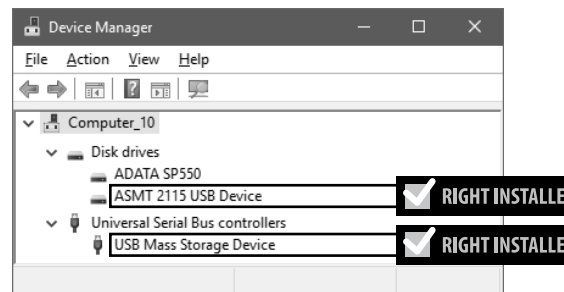 Device Manager
File Action View Help
Computer_10
Disk drives
ADATA SP550
ASMT 2115 USB Device
RIGHT INSTALLE
Universal Serial Bus controllers
USB Mass Storage Device
RIGHT INSTALLE